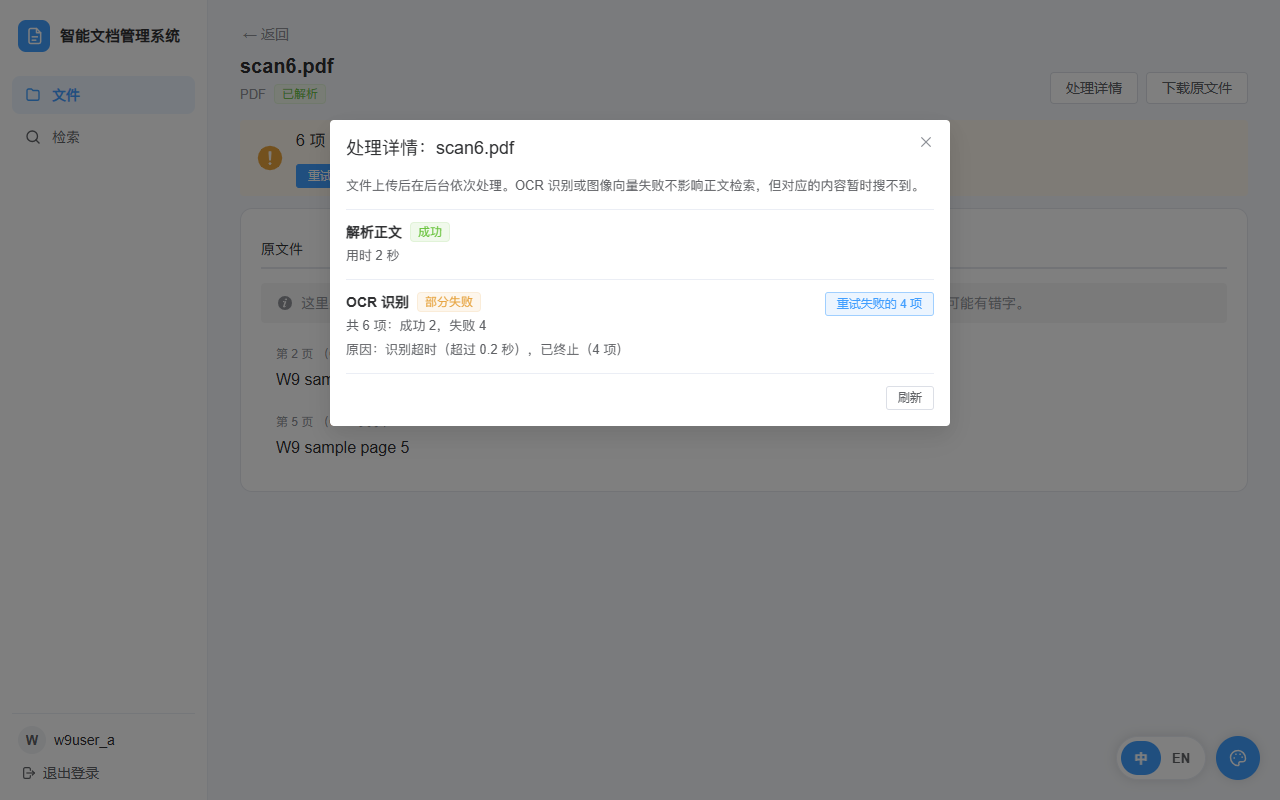 智能文档管理系统
文件
检索
← 返回
scan6.pdf
PDF 已解析
处理详情 下载原文件
6 项
重试
处理详情：scan6.pdf
文件上传后在后台依次处理。OCR 识别或图像向量失败不影响正文检索，但对应的内容暂时搜不到。
解析正文 成功
用时 2 秒
OCR 识别 部分失败 重试失败的 4 项
共 6 项：成功 2，失败 4
原因：识别超时（超过 0.2 秒），已终止（4 项）
刷新
原文件
这里 可能有错字。
第 2 页
W9 sam
第 5 页
W9 sample page 5
W w9user_a
退出登录
中 EN